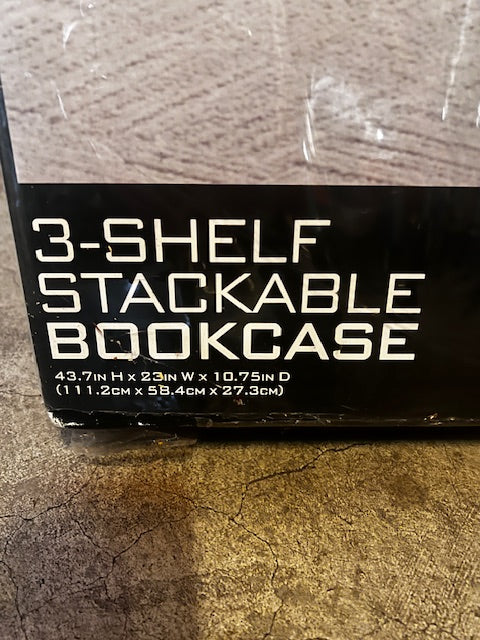 3-SHELF
STACKABLE
BOOKCASE
43.7IN H X 23IN W X 10.75IN D
(111.2CM X 58.4CM X 27.3CM)